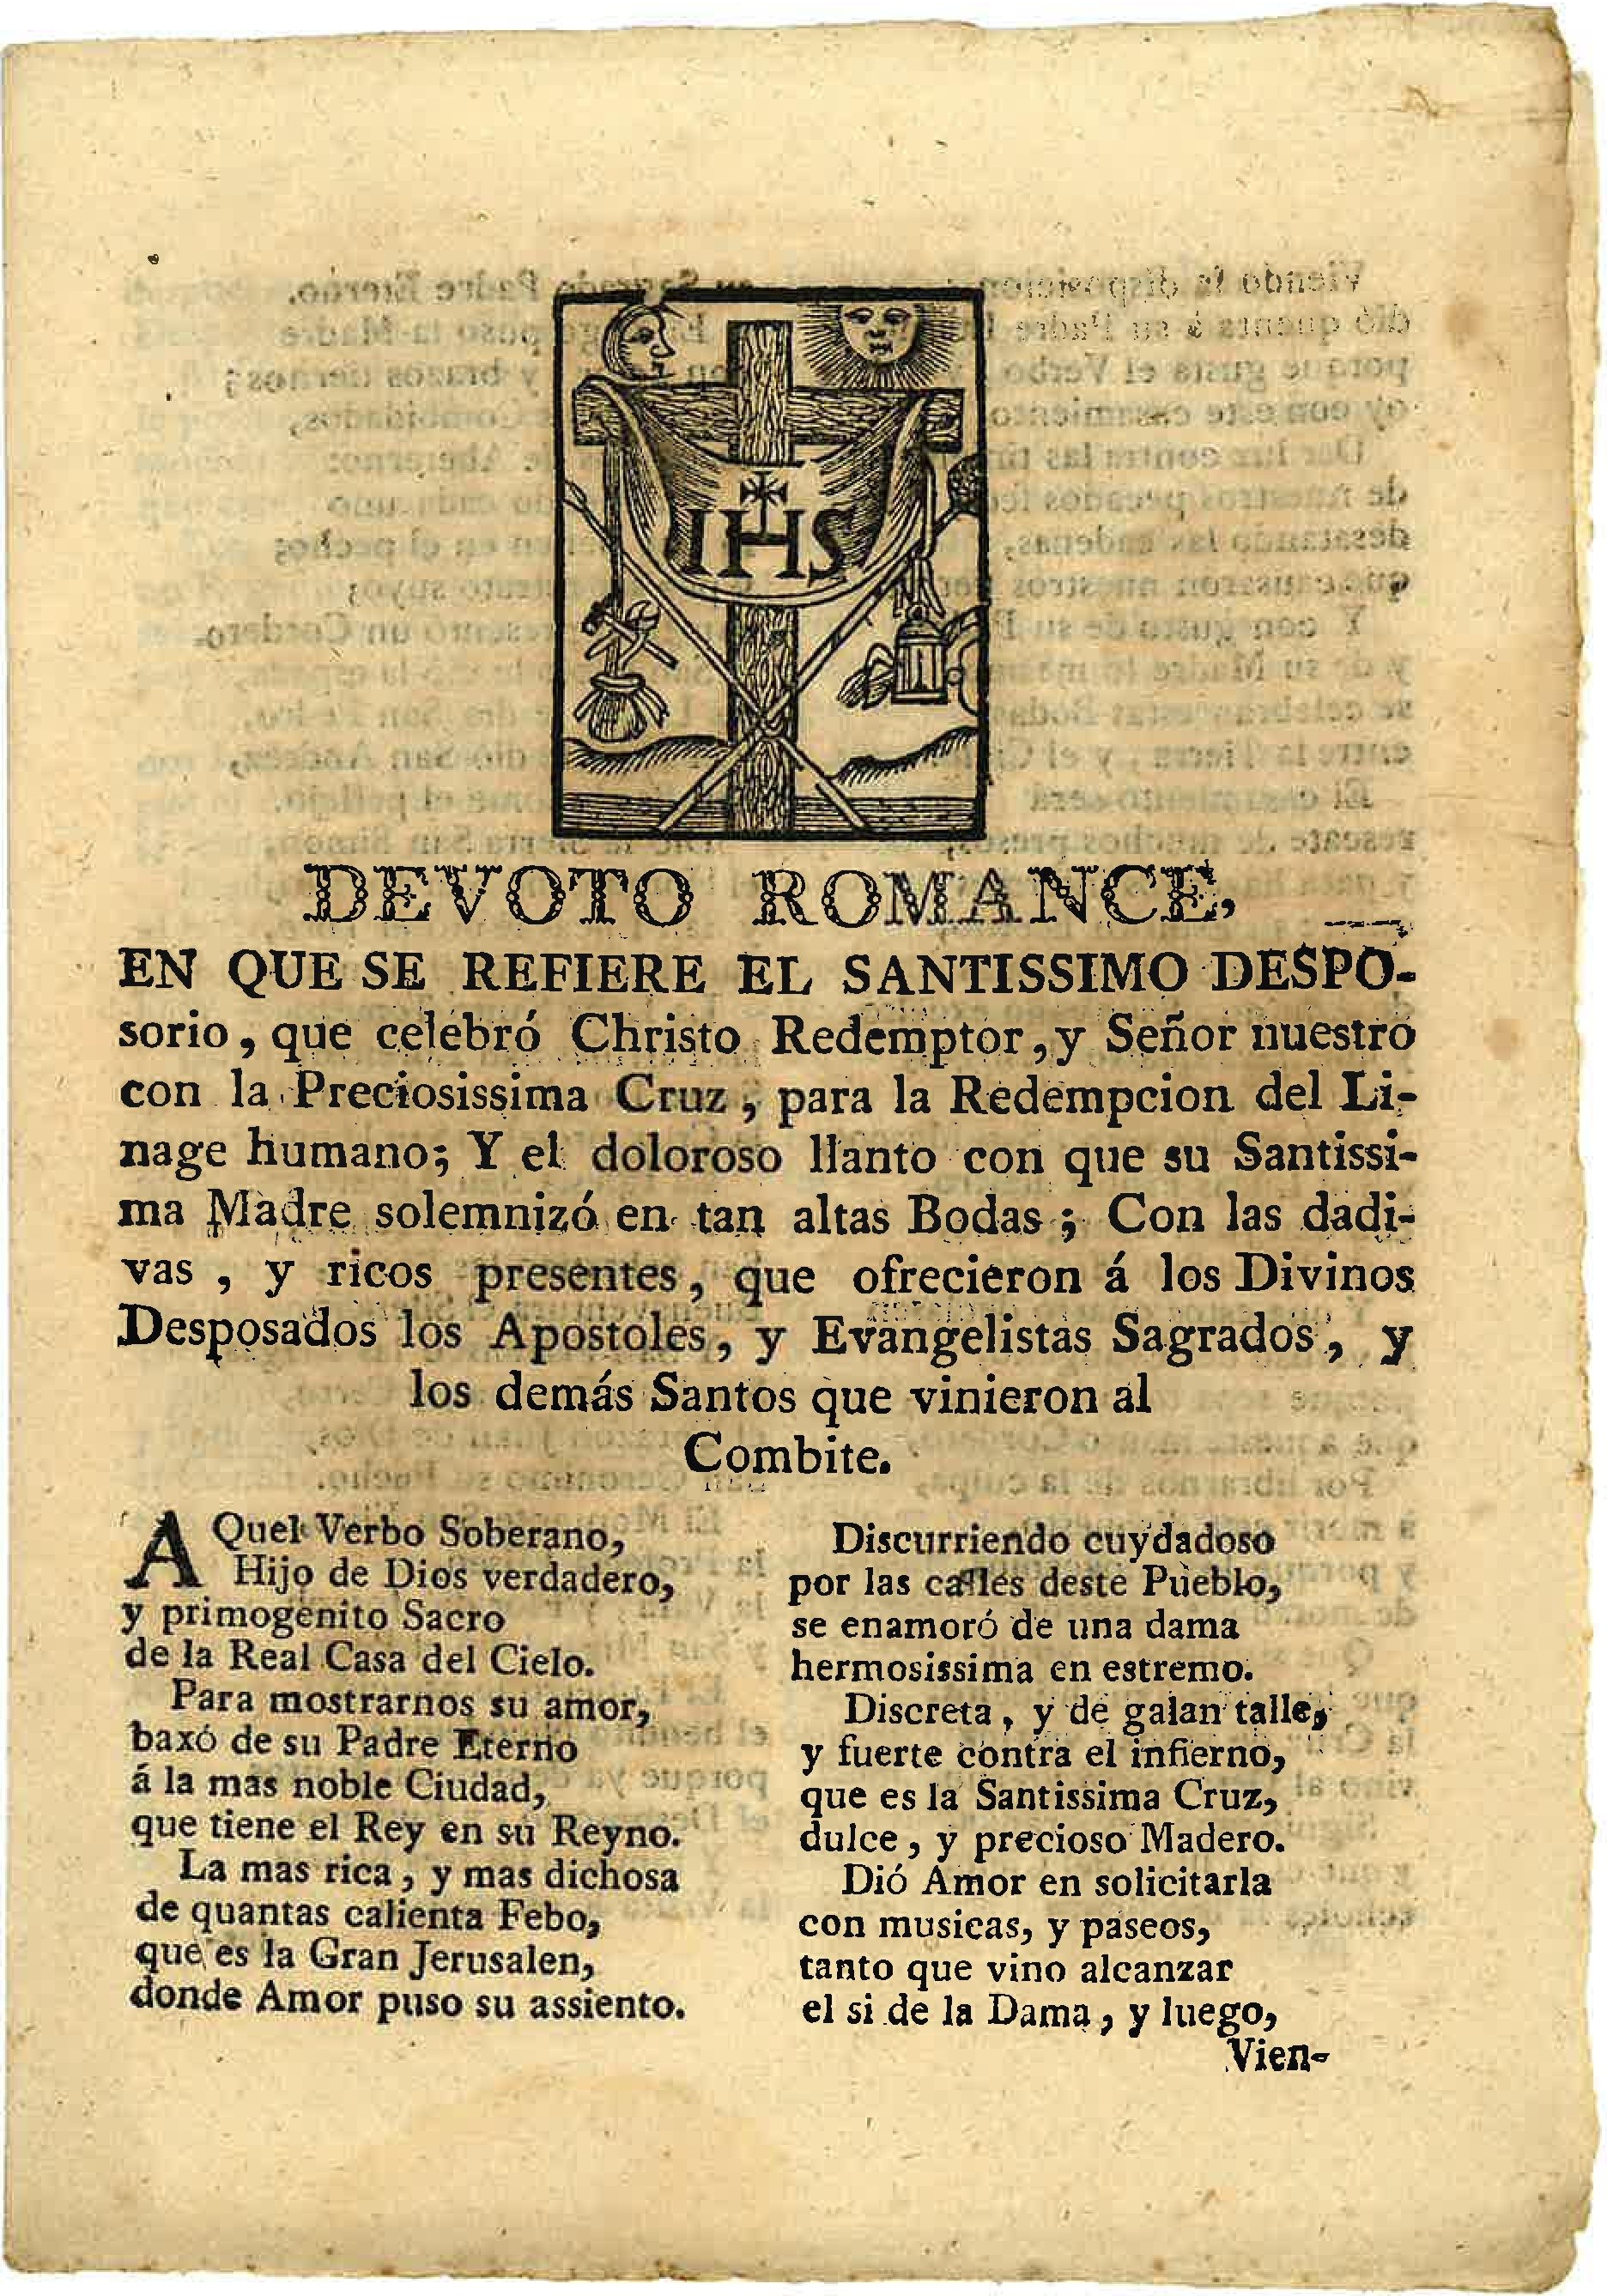 IHS
DEVOTO ROMANCE,
EN QUE SE REFIERE EL SANTISSIMO DESPO-
sorio, que celebró Christo Redemptor, y Señor nuestro
con la Preciosissima Cruz, para la Redempcion del Li-
nage humano; Y el doloroso llanto con que su Santissi-
ma Madre solemnizó en tan altas Bodas; Con las dadi-
vas, y ricos presentes, que ofrecieron á los Divinos
Desposados los Apostoles, y Evangelistas Sagrados, y
los demás Santos que vinieron al
Combite.
AQuel Verbo Soberano,
Hijo de Dios verdadero,
y primogenito Sacro
de la Real Casa del Cielo.
Para mostrarnos su amor,
baxó de su Padre Eterno
á la mas noble Ciudad,
que tiene el Rey en su Reyno.
La mas rica, y mas dichosa
de quantas calienta Febo,
que es la Gran Jerusalen,
donde Amor puso su assiento.
Discurriendo cuydadoso
por las calles deste Pueblo,
se enamoró de una dama
hermosissima en estremo.
Discreta, y de galan talle,
y fuerte contra el infierno,
que es la Santissima Cruz,
dulce, y precioso Madero.
Dió Amor en solicitarla
con musicas, y paseos,
tanto que vino alcanzar
el si de la Dama, y luego,
Vien-